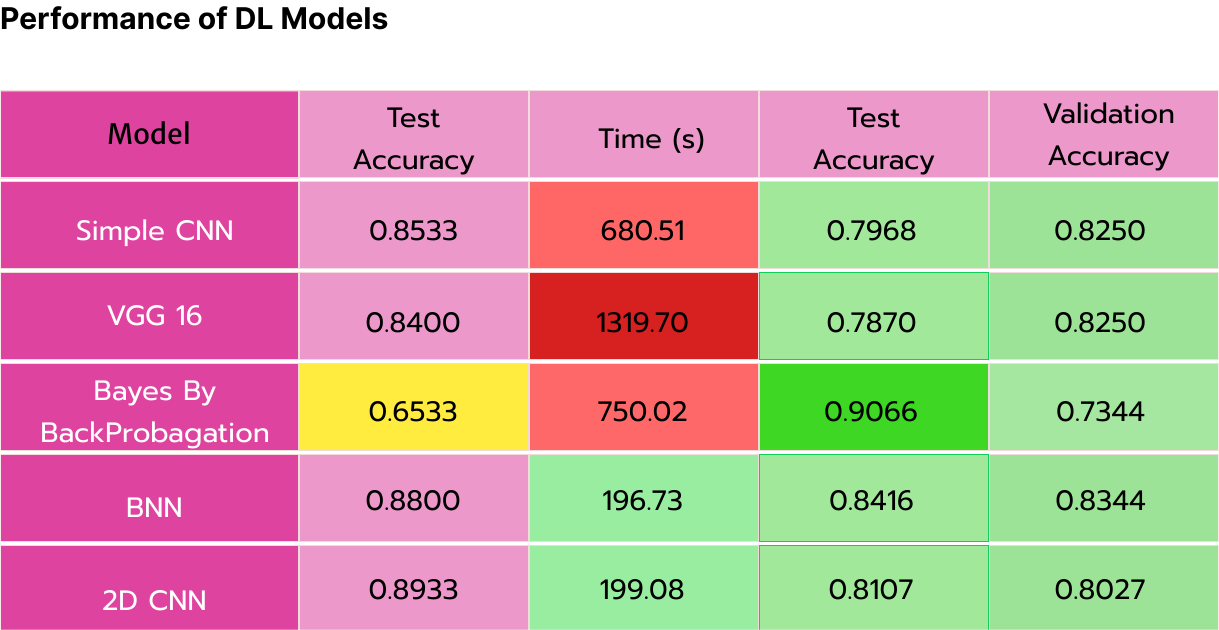 Performance of DL Models
Model
Test
Accuracy
Time (s)
Test
Accuracy
Validation
Accuracy
Simple CNN
0.8533
680.51
0.7968
0.8250
VGG 16
0.8400
1319.70
0.7870
0.8250
Bayes By
BackProbagation
0.6533
750.02
0.9066
0.7344
BNN
0.8800
196.73
0.8416
0.8344
2D CNN
0.8933
199.08
0.8107
0.8027